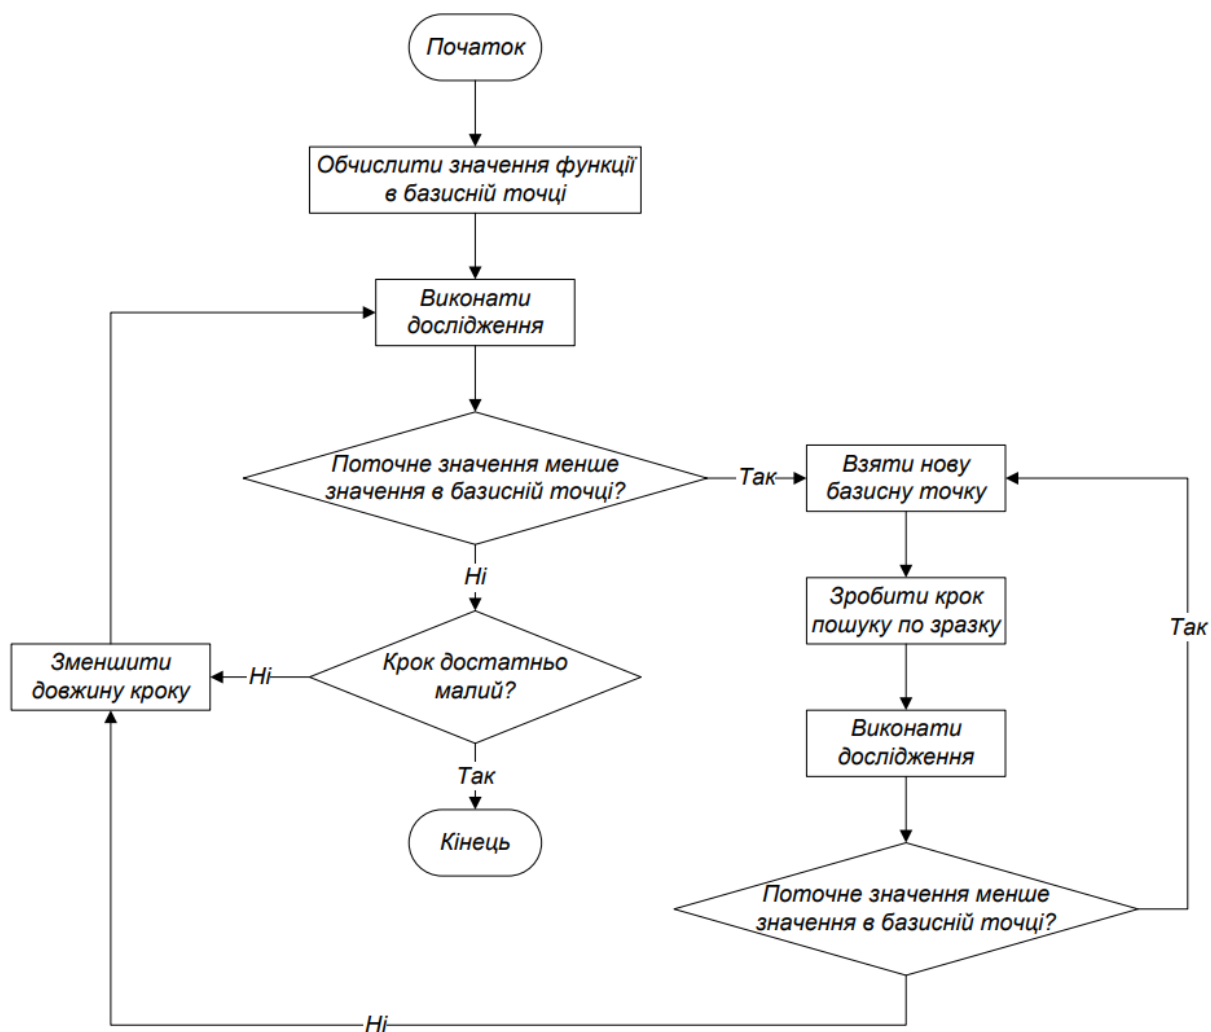 Початок
Обчислити значення функції
в базисній точці
Виконати
дослідження
Поточне значення менше
значення в базисній точці?
Так
Взяти нову
базисну точку
Ні
Зробити крок
пошуку по зразку
Так
Зменшити
довжину кроку
Ні
Крок достатньо
малий?
Виконати
дослідження
Так
Кінець
Поточне значення менше
значення в базисній точці?
Ні